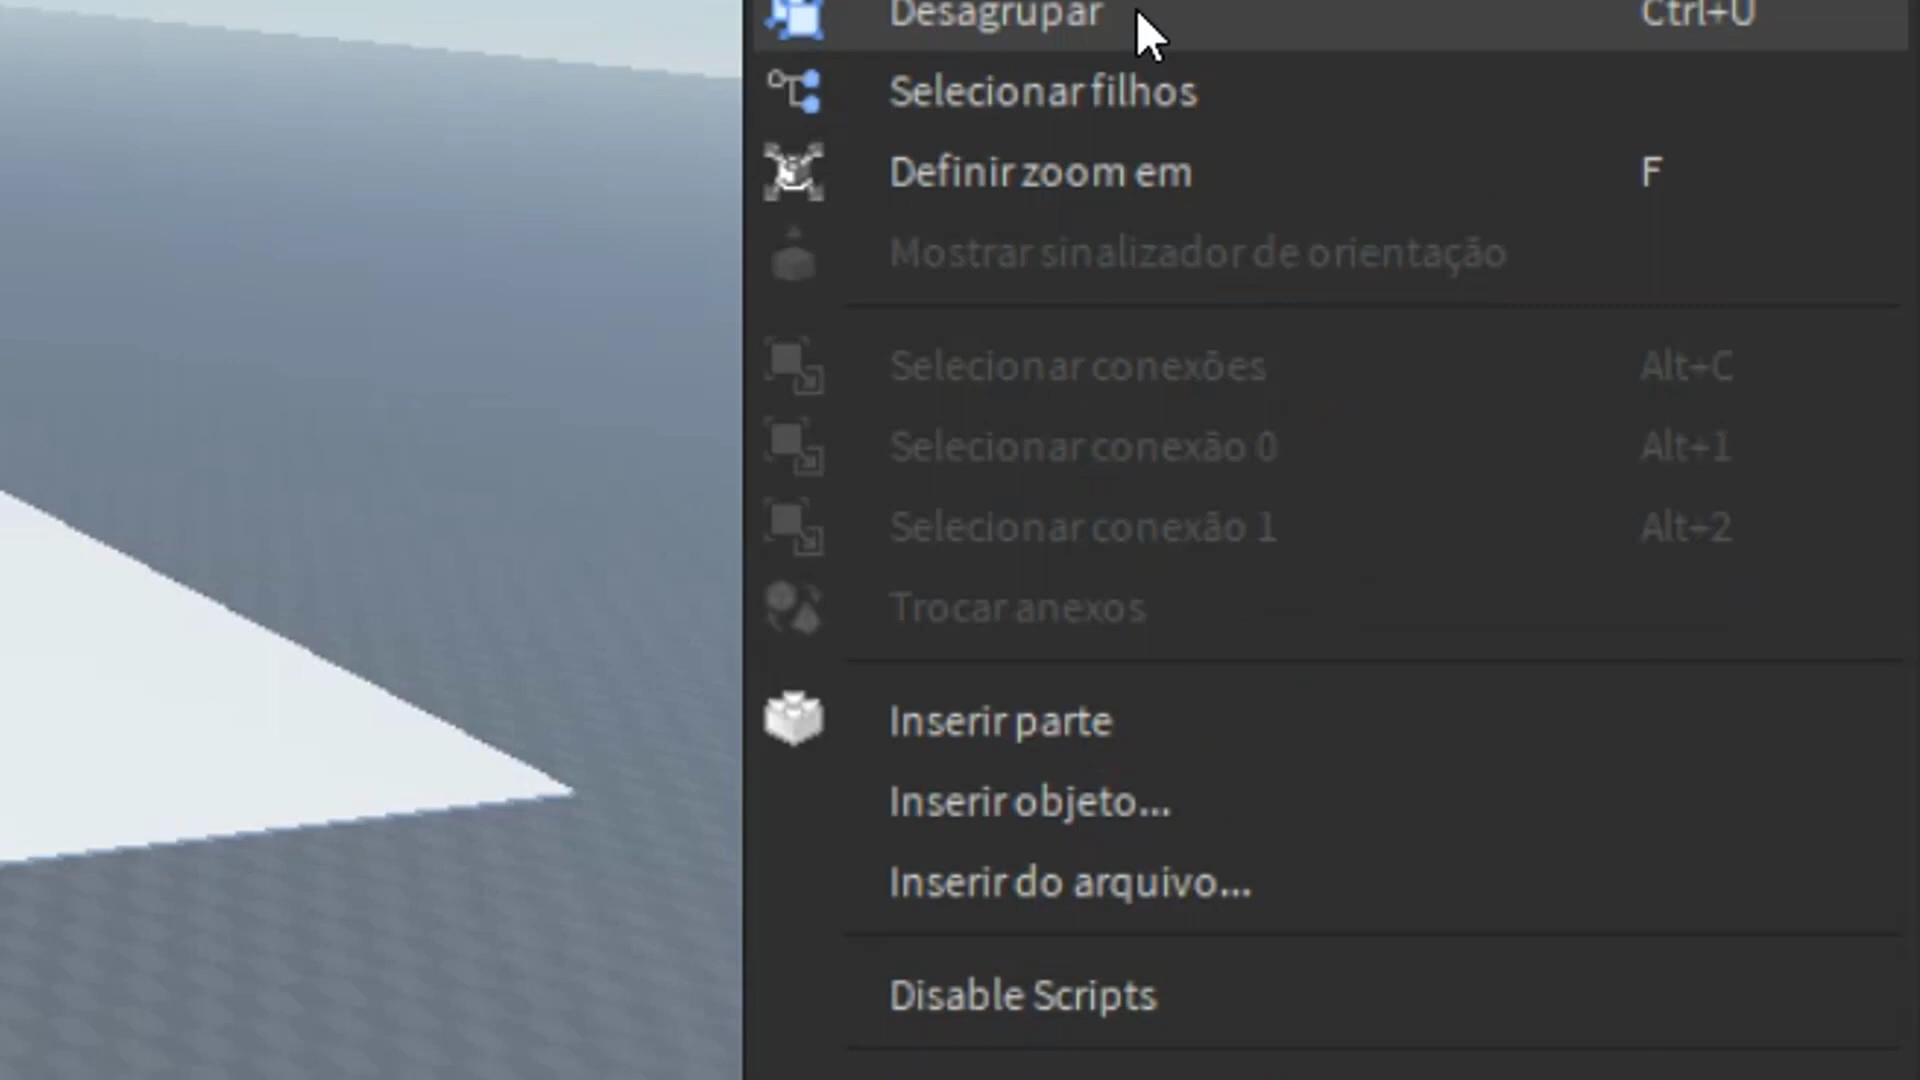 Desagrupar Ctrl+U
Selecionar filhos
Definir zoom em F
Mostrar sinalizador de orientação
Selecionar conexões Alt+C
Selecionar conexão 0 Alt+1
Selecionar conexão 1 Alt+2
Trocar anexos
Inserir parte
Inserir objeto...
Inserir do arquivo...
Disable Scripts